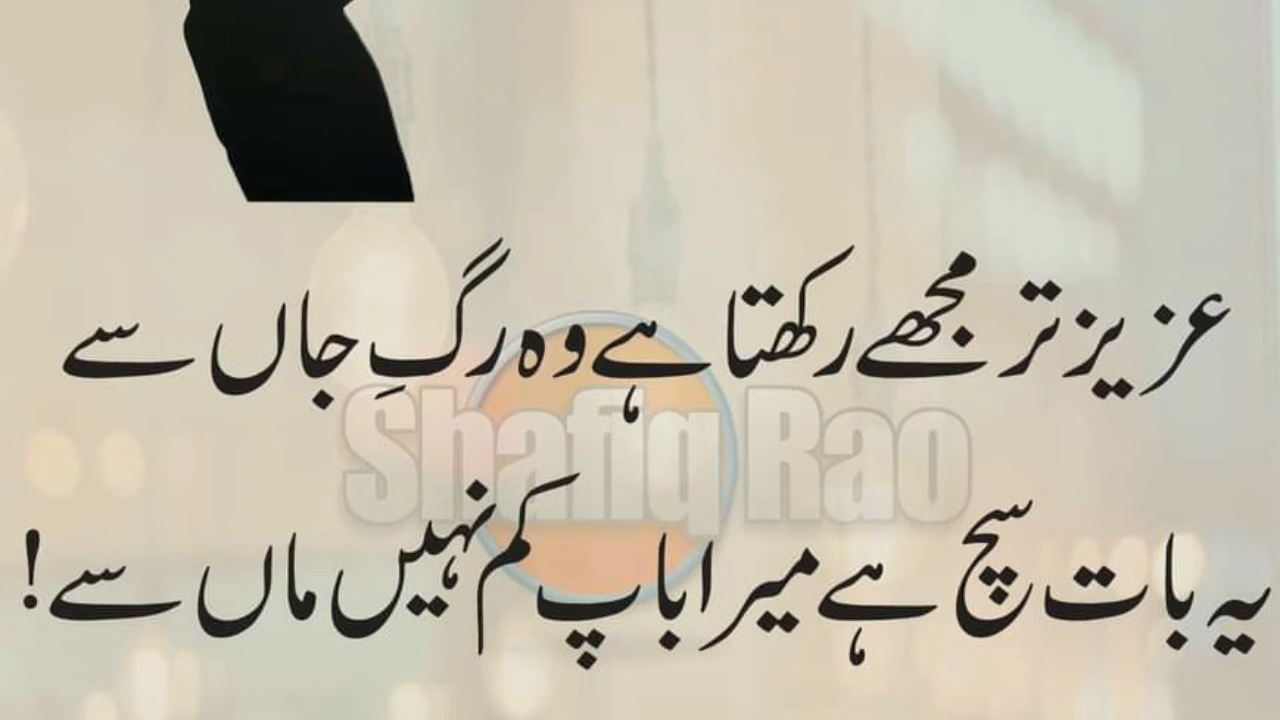 عزیز تر مجھے رکھتا ہے وہ رگِ جاں سے
Shafiq Rao
یہ بات سچ ہے میرا باپ کم نہیں ماں سے!